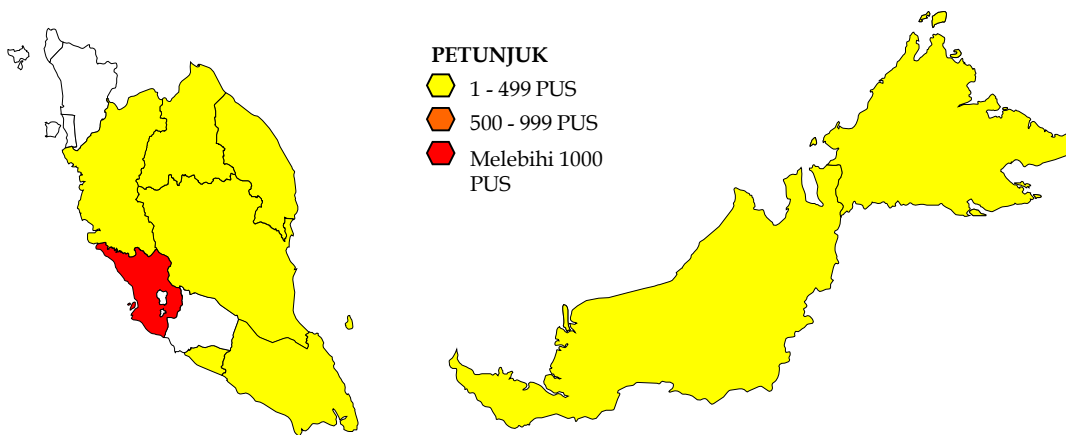 PETUNJUK
1 - 499 PUS
500 - 999 PUS
Melebihi 1000
PUS